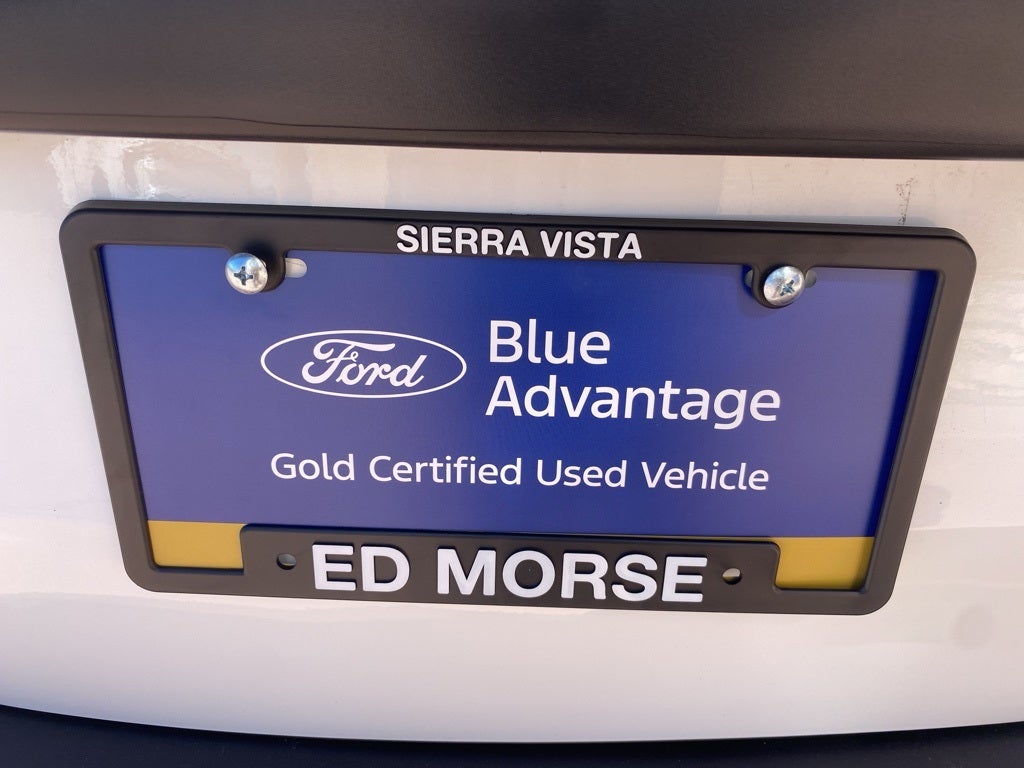 SIERRA VISTA
Ford
Blue
Advantage
Gold Certified Used Vehicle
ED MORSE